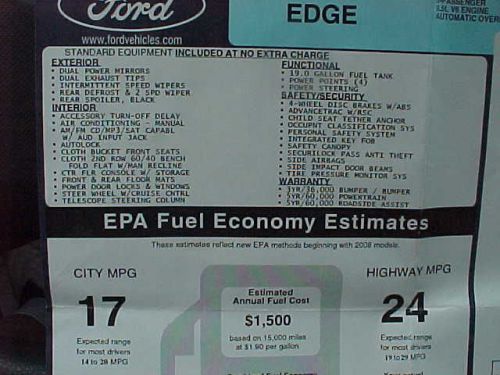 Ford
www.fordvehicles.com
EDGE
3.5L V6 ENGINE
AUTOMATIC OVER
STANDARD EQUIPMENT INCLUDED AT NO EXTRA CHARGE
EXTERIOR
• DUAL POWER MIRRORS
• DUAL EXHAUST TIPS
• INTERMITTENT SPEED WIPERS
• REAR DEFROST & 2 SPD WIPER
• REAR SPOILER, BLACK
INTERIOR
• ACCESSORY TURN-OFF DELAY
• AIR CONDITIONING - MANUAL
• AM/FM CD/MP3/SAT CAPABL
W/ AUD INPUT JACK
• AUTOLOCK
• CLOTH BUCKET FRONT SEATS
• CLOTH 2ND ROW 60/40 BENCH
FOLD FLAT W/MAN RECLINE
• CTR FLR CONSOLE W/ STORAGE
• FRONT & REAR FLOOR MATS
• POWER DOOR LOCKS & WINDOWS
• STEER WHEEL W/CRUISE CNTRL
• TELESCOPE STEERING COLUMN
FUNCTIONAL
• 19.0 GALLON FUEL TANK
• POWER POINTS (4)
• POWER STEERING
SAFETY/SECURITY
• 4-WHEEL DISC BRAKES W/ABS
• ADVANCETRAC W/RSC
• CHILD SEAT TETHER ANCHOR
• OCCUPNT CLASSIFICTION SYS
• PERSONAL SAFETY SYSTEM
• INTEGRATED KEY FOB
• SAFETY CANOPY
• SECURILOCK PASS ANTI THEFT
• SIDE AIRBAGS
• SIDE IMPACT DOOR BEAMS
• TIRE PRESSURE MONITOR SYS
WARRANTY
• 3YR/36,000 BUMPER / BUMPER
• 5YR/60,000 POWERTRAIN
• 5YR/60,000 ROADSIDE ASSIST
EPA Fuel Economy Estimates
These estimates reflect new EPA methods beginning with 2008 models.
CITY MPG
17
Expected range
for most drivers
14 to 20 MPG
Estimated
Annual Fuel Cost
$1,500
based on 15,000 miles
at $1.90 per gallon
HIGHWAY MPG
24
Expected range
for most drivers
19 to 29 MPG